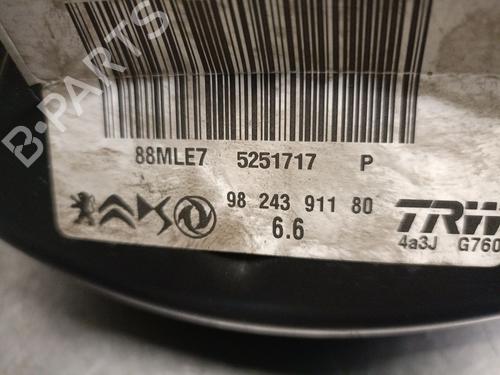 B-PARTS
88MLE7 5251717 P
98 243 911 80
6.6
TRW
4a3J G760